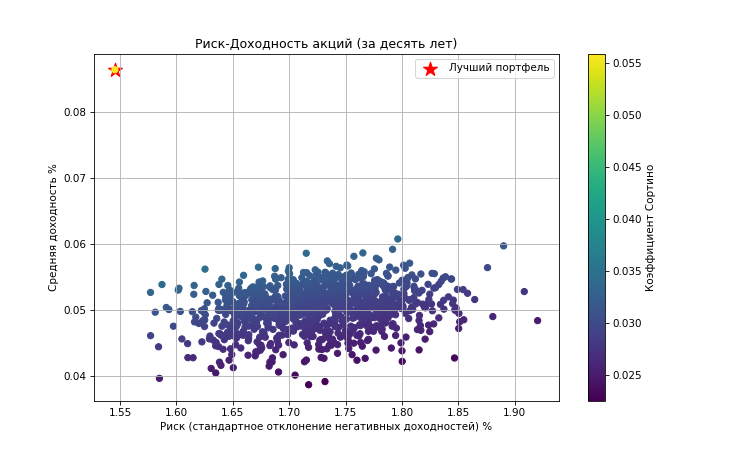 Риск-Доходность акций (за десять лет)
Лучший портфель
Средняя доходность %
0.08
0.07
0.06
0.05
0.04
1.55 1.60 1.65 1.70 1.75 1.80 1.85 1.90
Риск (стандартное отклонение негативных доходностей) %
0.055
0.050
0.045
0.040
0.035
0.030
0.025
Коэффициент Сортино